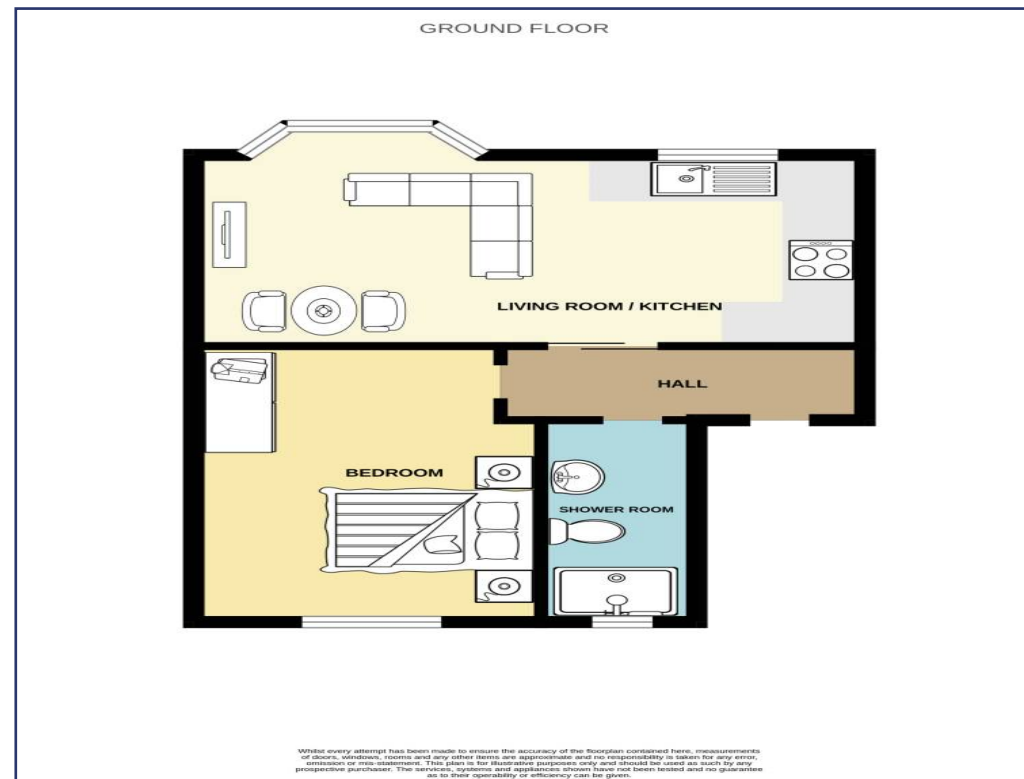 GROUND FLOOR
LIVING ROOM / KITCHEN
HALL
BEDROOM
SHOWER ROOM
Whilst every attempt has been made to ensure the accuracy of the floorplan contained here, measurements
of doors, windows, rooms and any other items are approximate and no responsibility is taken for any error,
omission or mis-statement. This plan is for illustrative purposes only and should be used as such by any
prospective purchaser. The services, systems and appliances shown have not been tested and no guarantee
as to their operability or efficiency can be given.